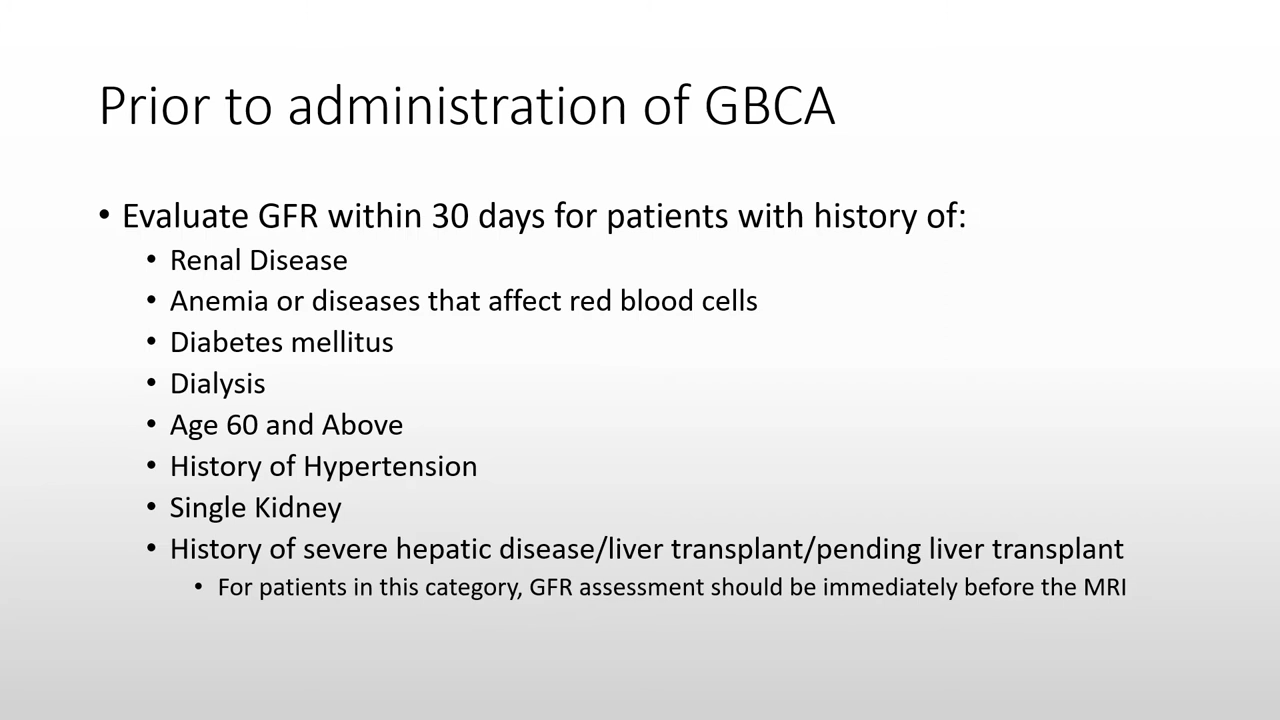 Prior to administration of GBCA
• Evaluate GFR within 30 days for patients with history of:
• Renal Disease
• Anemia or diseases that affect red blood cells
• Diabetes mellitus
• Dialysis
• Age 60 and Above
• History of Hypertension
• Single Kidney
• History of severe hepatic disease/liver transplant/pending liver transplant
• For patients in this category, GFR assessment should be immediately before the MRI